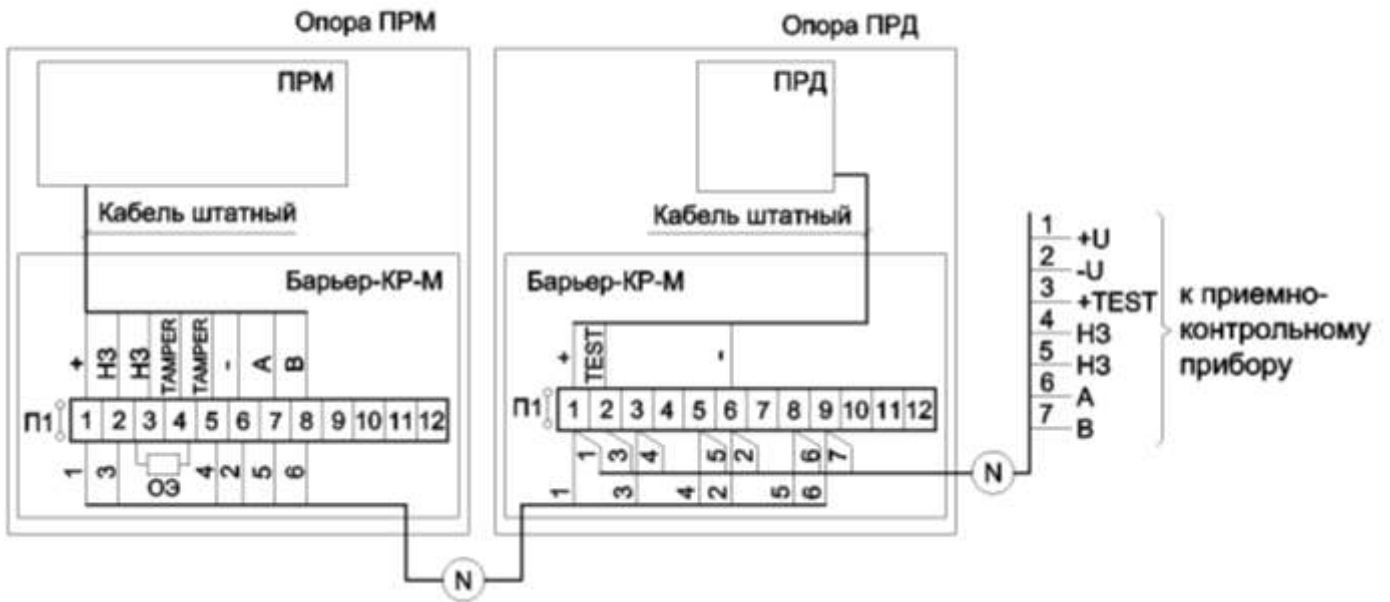 Опора ПРМ
Опора ПРД
ПРМ
ПРД
Кабель штатный
Кабель штатный
Барьер-КР-М
Барьер-КР-М
+
НЗ
НЗ
TAMPER
TAMPER
-
A
B
+
TEST
-
П1
1 2 3 4 5 6 7 8 9 10 11 12
П1
1 2 3 4 5 6 7 8 9 10 11 12
1 3 4 2 5 6
ОЭ
1 3 4 5 2 6 7
1 3 4 2 5 6
N
N
1 +U
2 -U
3 +TEST
4 НЗ
5 НЗ
6 A
7 B
к приемно-
контрольному
прибору